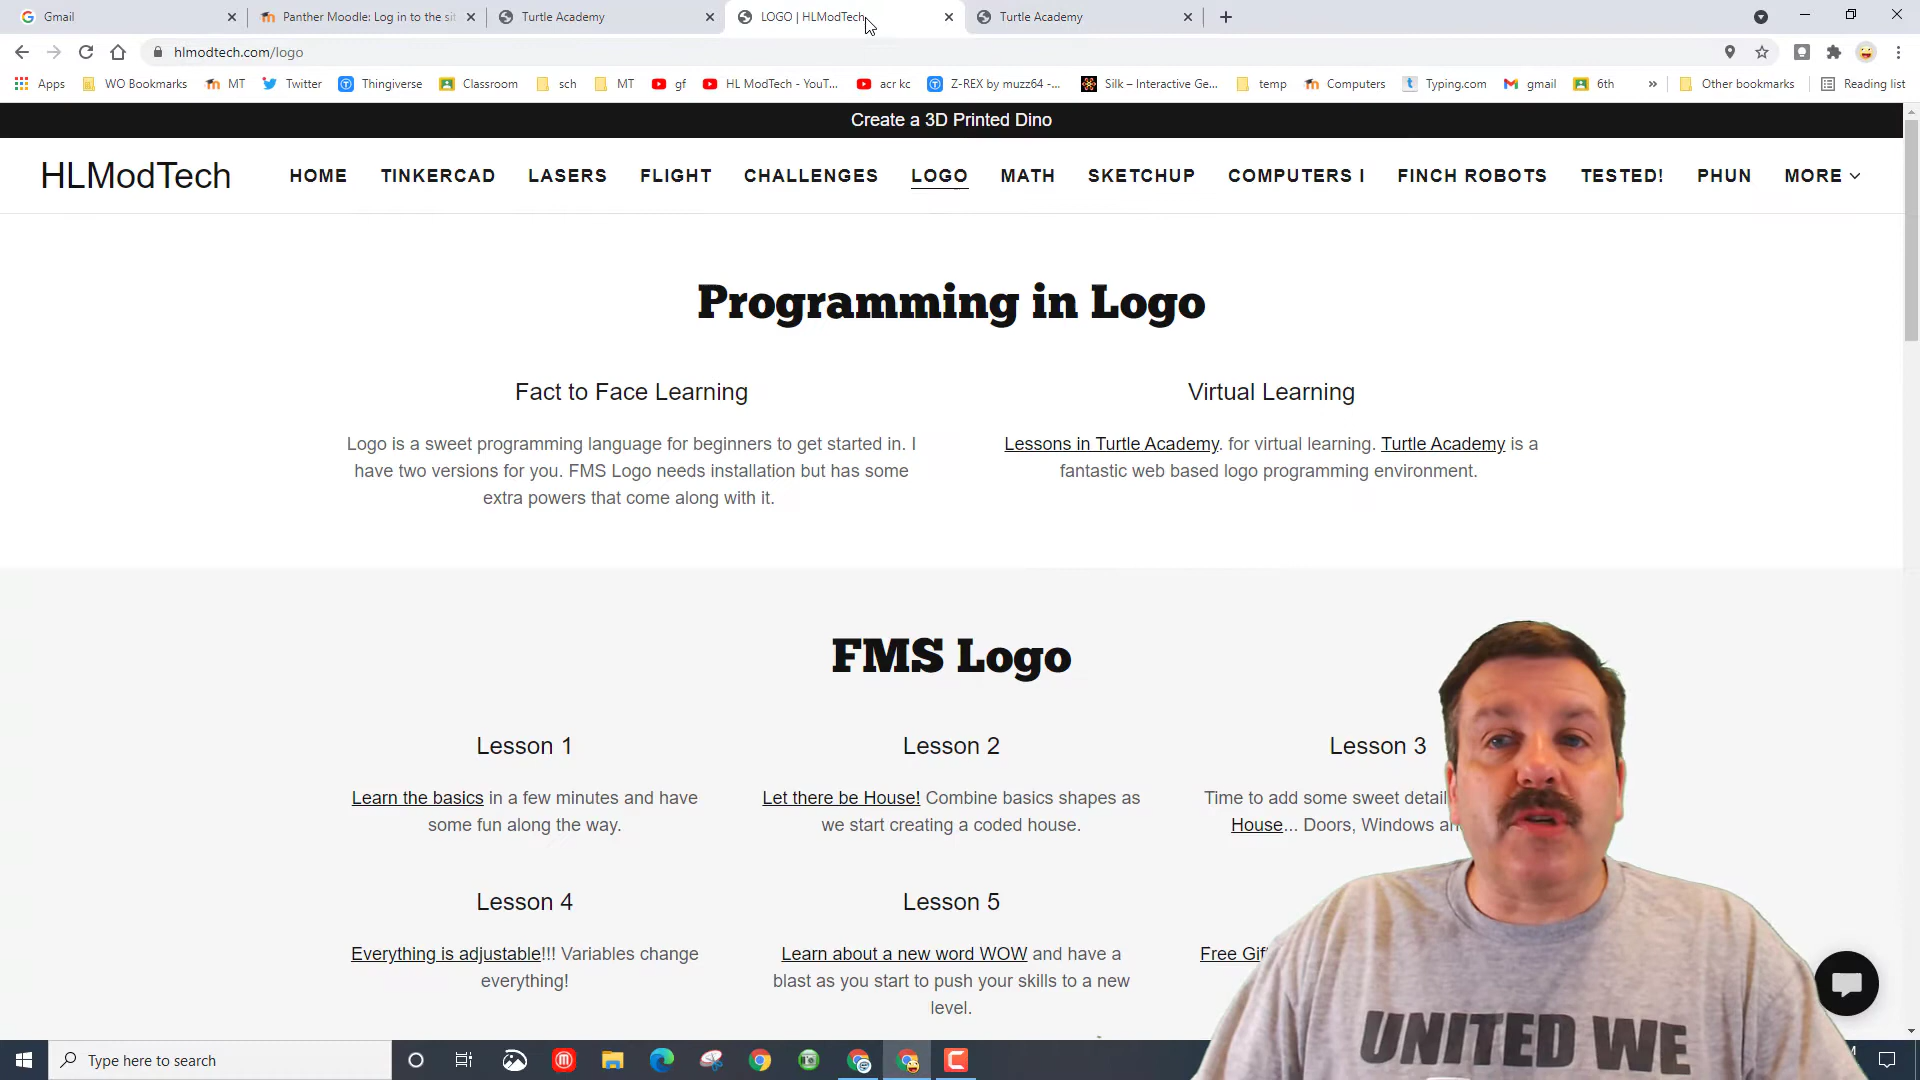 Gmail
Panther Moodle: Log in to the sit
Turtle Academy
LOGO | HLModTech
Turtle Academy
hlmodtech.com/logo
Apps WO Bookmarks MT Twitter Thingiverse Classroom sch MT gf HL ModTech - YouT... acr kc Z-REX by muzz64 -... Silk – Interactive Ge... temp Computers Typing.com gmail 6th » Other bookmarks Reading list
Create a 3D Printed Dino
HLModTech HOME TINKERCAD LASERS FLIGHT CHALLENGES LOGO MATH SKETCHUP COMPUTERS I FINCH ROBOTS TESTED! PHUN MORE
Programming in Logo
Fact to Face Learning
Logo is a sweet programming language for beginners to get started in. I
have two versions for you. FMS Logo needs installation but has some
extra powers that come along with it.
Virtual Learning
Lessons in Turtle Academy. for virtual learning. Turtle Academy is a
fantastic web based logo programming environment.
FMS Logo
Lesson 1
Learn the basics in a few minutes and have
some fun along the way.
Lesson 2
Let there be House! Combine basics shapes as
we start creating a coded house.
Lesson 3
Time to add some sweet detail
House... Doors, Windows
Lesson 4
Everything is adjustable!!! Variables change
everything!
Lesson 5
Learn about a new word WOW and have a
blast as you start to push your skills to a new
level.
Free
UNITED WE
Type here to search